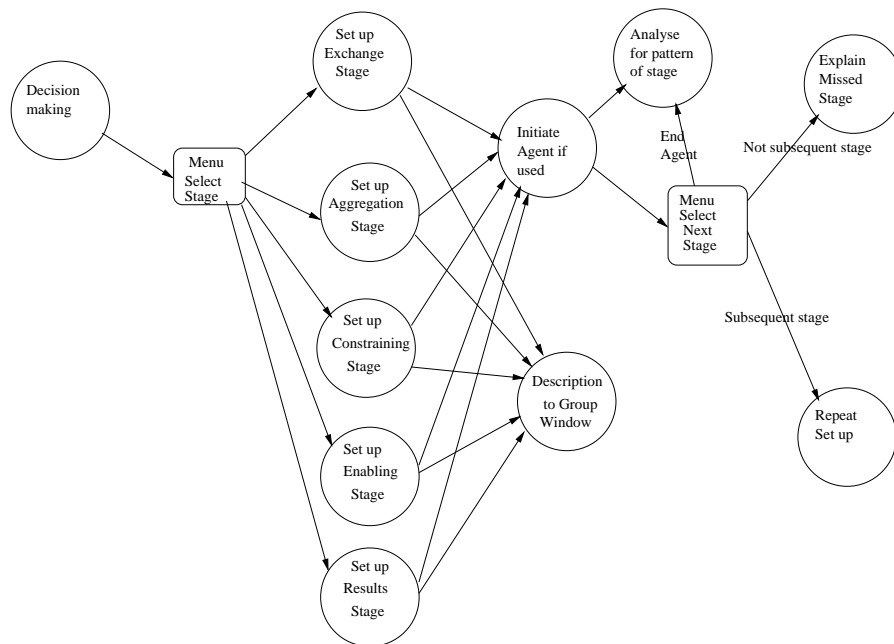 Decision
making
Menu
Select
Stage
Set up
Exchange
Stage
Set up
Aggregation
Stage
Set up
Constraining
Stage
Set up
Enabling
Stage
Set up
Results
Stage
Initiate
Agent if
used
Description
to Group
Window
Analyse
for pattern
of stage
End
Agent
Menu
Select
Next
Stage
Not subsequent stage
Subsequent stage
Explain
Missed
Stage
Repeat
Set up